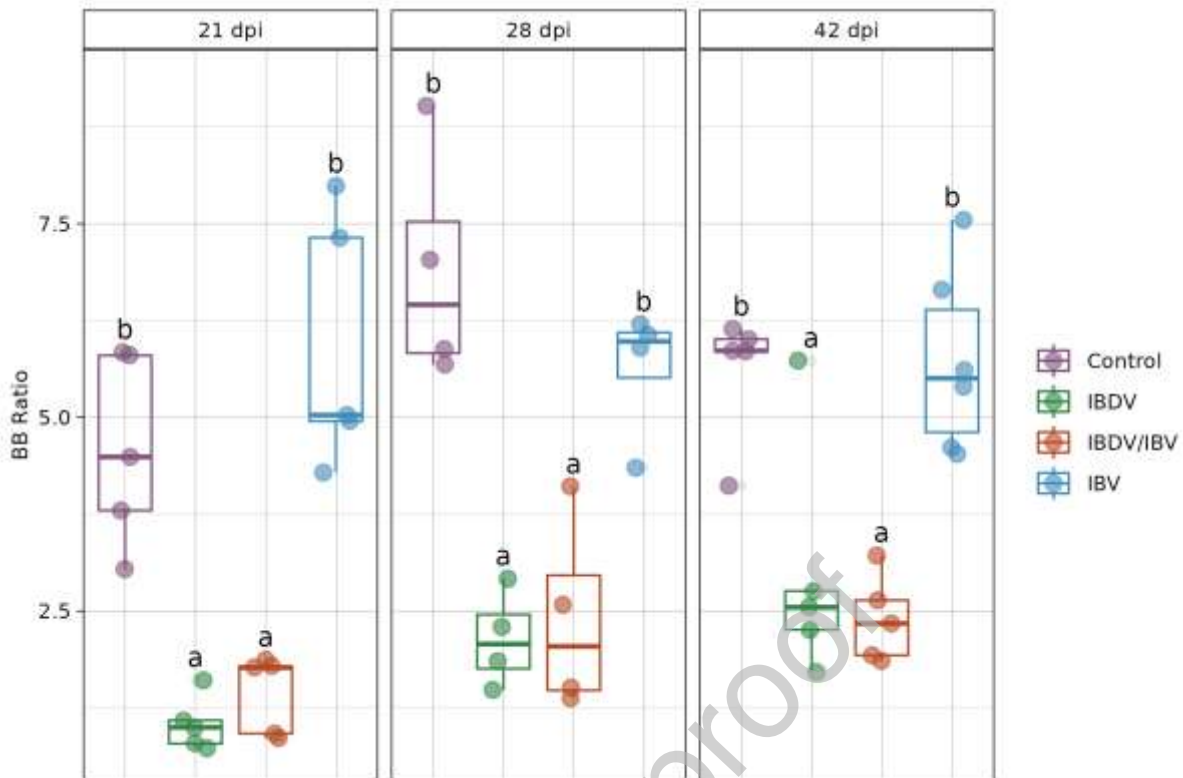 21 dpi
28 dpi
42 dpi
b
b
b
b
b
b
a
a
a
a
a
a
BB Ratio
7.5
5.0
2.5
Control
IBDV
IBDV/IBV
IBV
proof